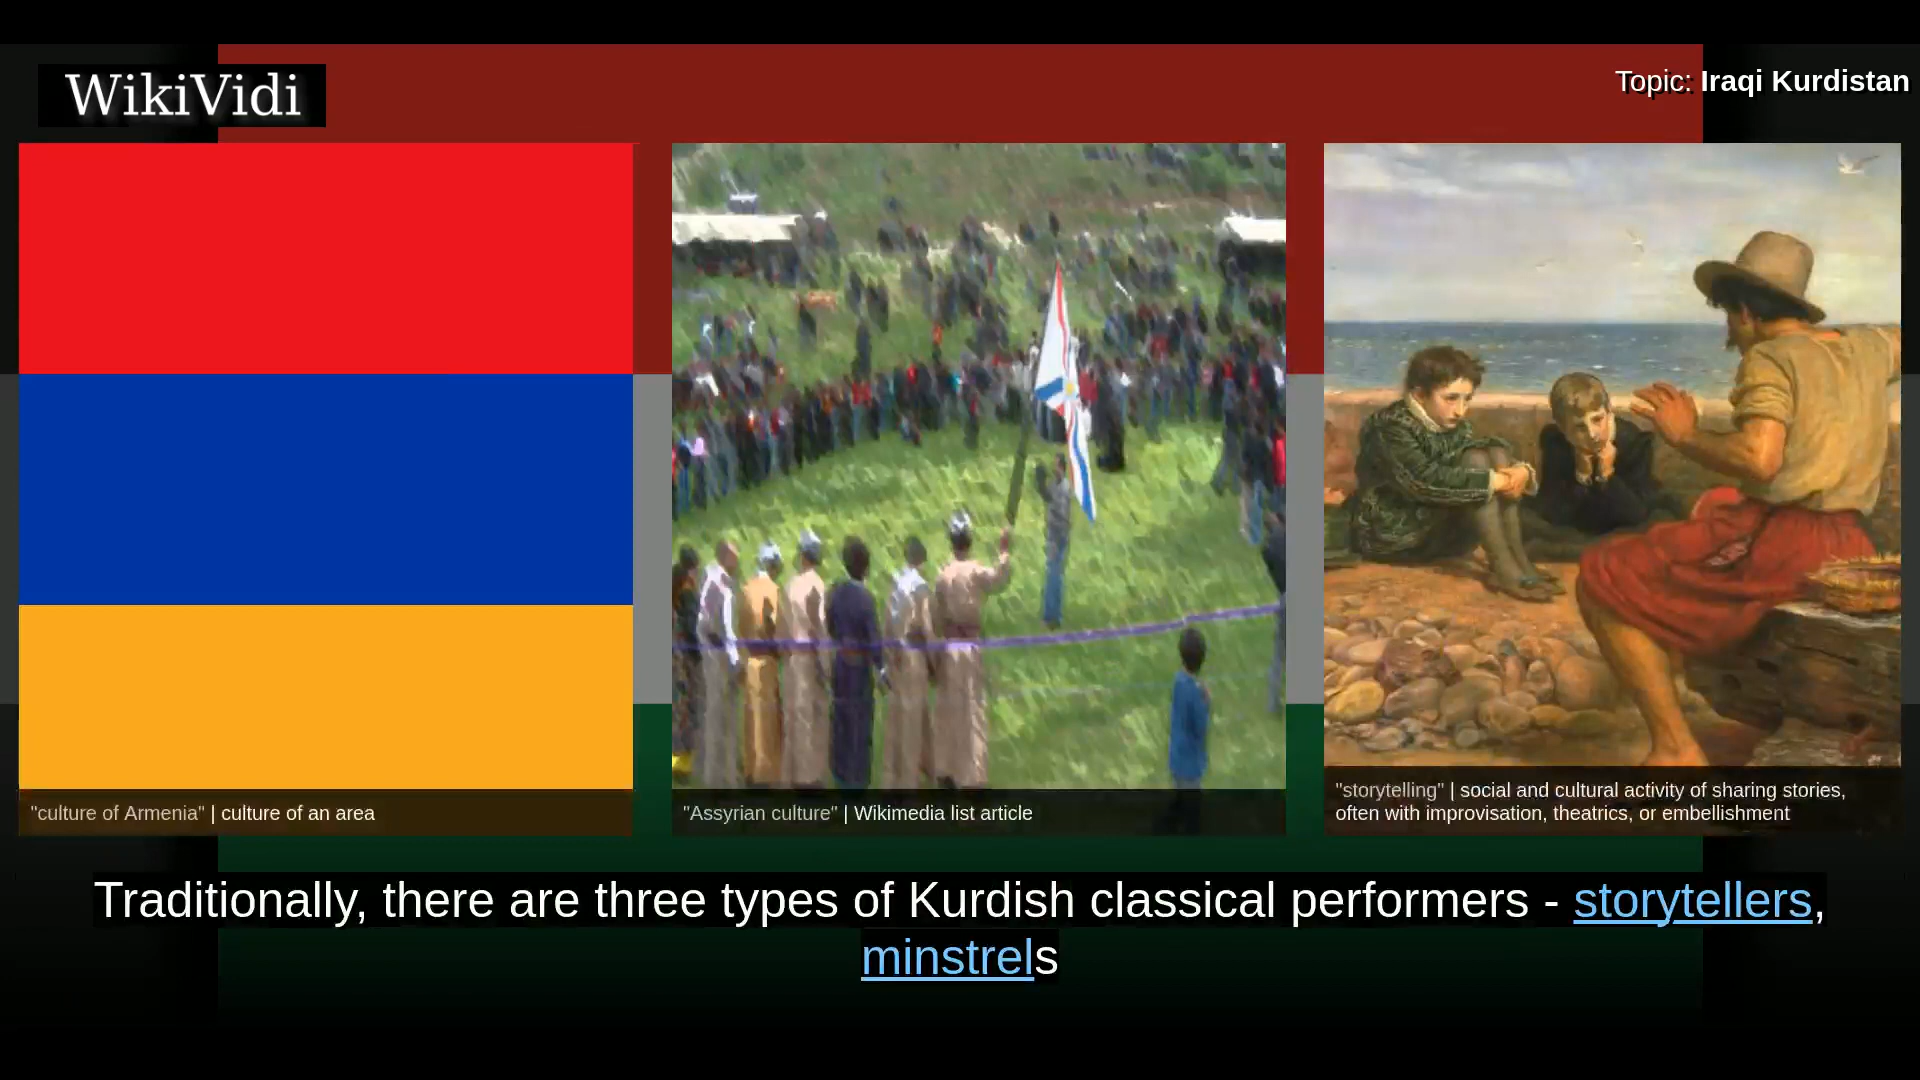 WikiVidi
Topic: Iraqi Kurdistan
"culture of Armenia" | culture of an area
"Assyrian culture" | Wikimedia list article
"storytelling" | social and cultural activity of sharing stories,
often with improvisation, theatrics, or embellishment
Traditionally, there are three types of Kurdish classical performers - storytellers,
minstrels